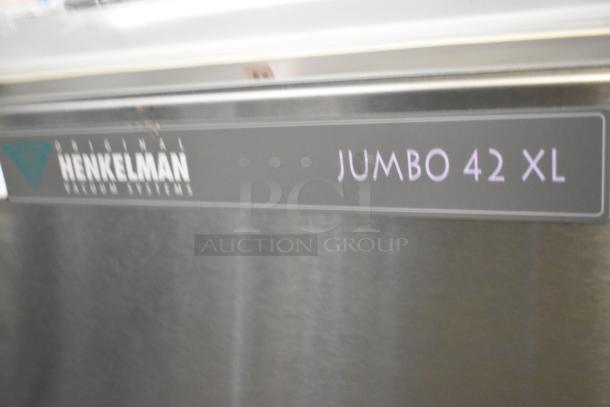 ORIGINAL
HENKELMAN
VACUUM SYSTEMS
JUMBO 42 XL
PCI
AUCTION GROUP